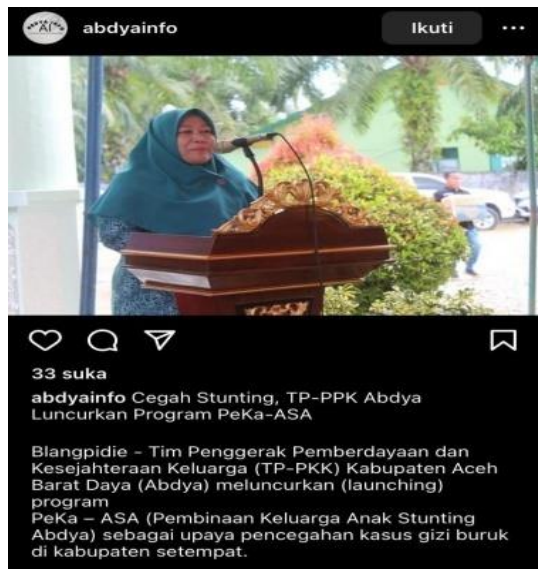 AI
abdyainfo
Ikuti
33 suka
abdyainfo Cegah Stunting, TP-PPK Abdya
Luncurkan Program PeKa-ASA
Blangpidie - Tim Penggerak Pemberdayaan dan
Kesejahteraan Keluarga (TP-PKK) Kabupaten Aceh
Barat Daya (Abdya) meluncurkan (launching)
program
PeKa – ASA (Pembinaan Keluarga Anak Stunting
Abdya) sebagai upaya pencegahan kasus gizi buruk
di kabupaten setempat.